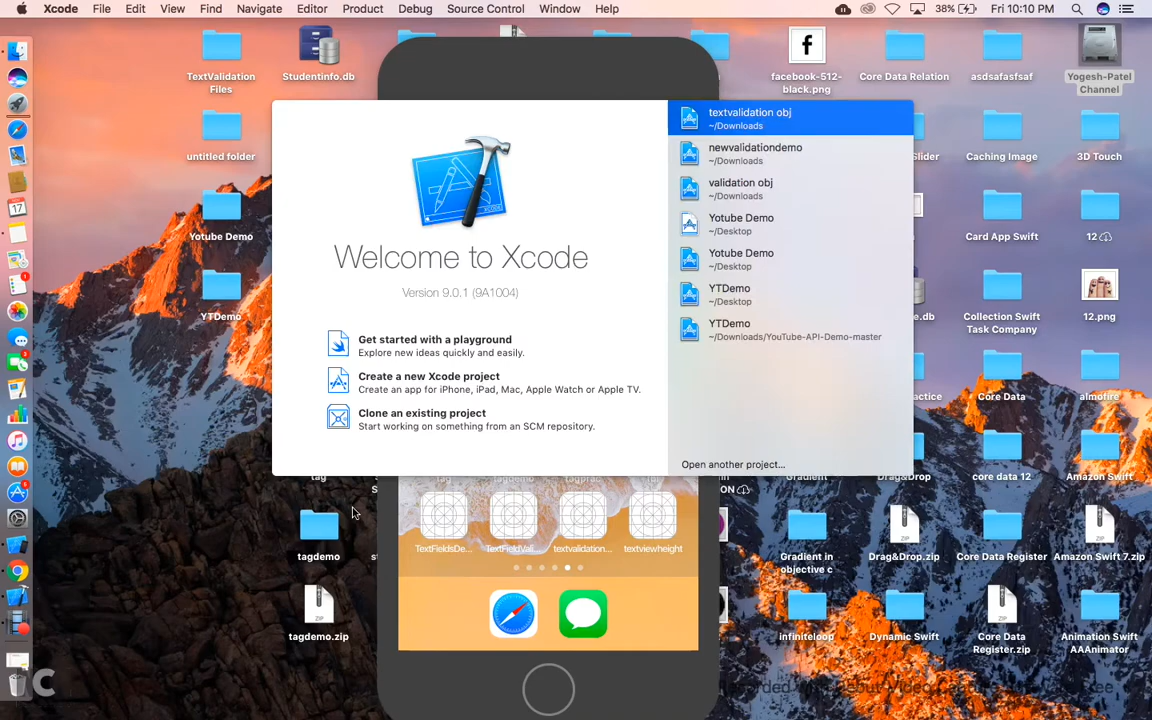 Xcode File Edit View Find Navigate Editor Product Debug Source Control Window Help 38% Fri 10:10 PM
TextValidation Files
Studentinfo.db
facebook-512-black.png
Core Data Relation
asdsafasfsaf
Yogesh-Patel Channel
untitled folder
Caching Image
3D Touch
Yotube Demo
Card App Swift
12
YTDemo
Collection Swift Task Company
12.png
Welcome to Xcode
Version 9.0.1 (9A1004)
Get started with a playground
Explore new ideas quickly and easily.
Create a new Xcode project
Create an app for iPhone, iPad, Mac, Apple Watch or Apple TV.
Clone an existing project
Start working on something from an SCM repository.
textvalidation obj
~/Downloads
newvalidationdemo
~/Downloads
validation obj
~/Downloads
Yotube Demo
~/Desktop
Yotube Demo
~/Desktop
YTDemo
~/Desktop
YTDemo
~/Downloads/YouTube-API-Demo-master
Open another project...
Core Data
almofire
tag
Gradient
Drag&Drop
core data 12
Amazon Swift
TextFieldsDe...
TextFieldVali...
textvalidation...
textviewheight
tagdemo
Gradient in objective c
Drag&Drop.zip
Core Data Register
Amazon Swift 7.zip
tagdemo.zip
infiniteloop
Dynamic Swift
Core Data Register.zip
Animation Swift AAAnimator
17